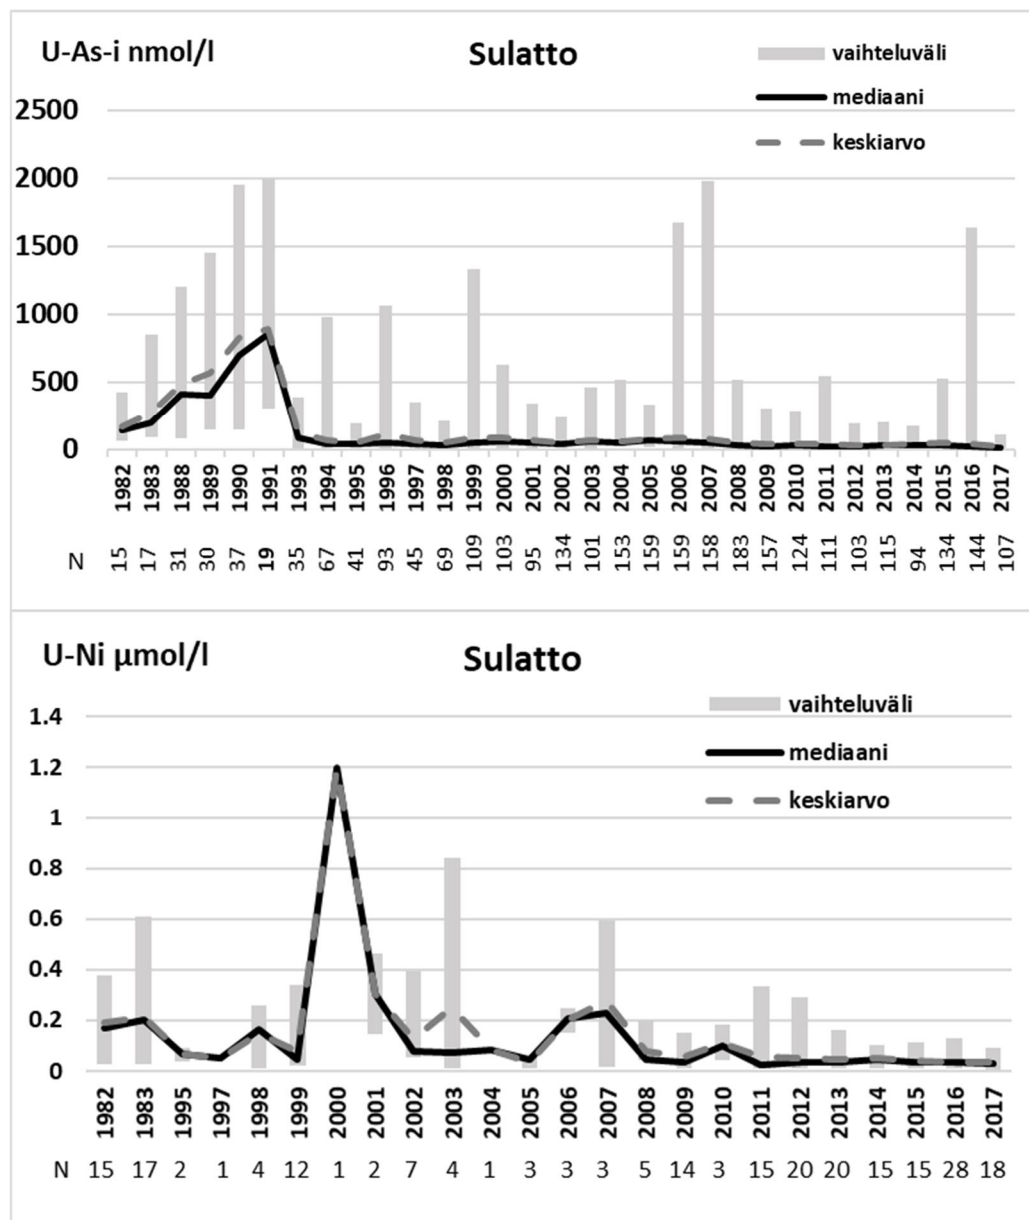 U-As-i nmol/l
Sulatto
vaihteluväli
mediaani
keskiarvo
2500
2000
1500
1000
500
0
1982 1983 1988 1989 1990 1991 1993 1994 1995 1996 1997 1998 1999 2000 2001 2002 2003 2004 2005 2006 2007 2008 2009 2010 2011 2012 2013 2014 2015 2016 2017
N 15 17 31 30 37 19 35 67 41 93 45 69 109 103 95 134 101 153 159 159 158 183 157 124 111 103 115 94 134 144 107
U-Ni µmol/l
Sulatto
vaihteluväli
mediaani
keskiarvo
1.4
1.2
1
0.8
0.6
0.4
0.2
0
1982 1983 1995 1997 1998 1999 2000 2001 2002 2003 2004 2005 2006 2007 2008 2009 2010 2011 2012 2013 2014 2015 2016 2017
N 15 17 2 1 4 12 1 2 7 4 1 3 3 3 5 14 3 15 20 20 15 15 28 18